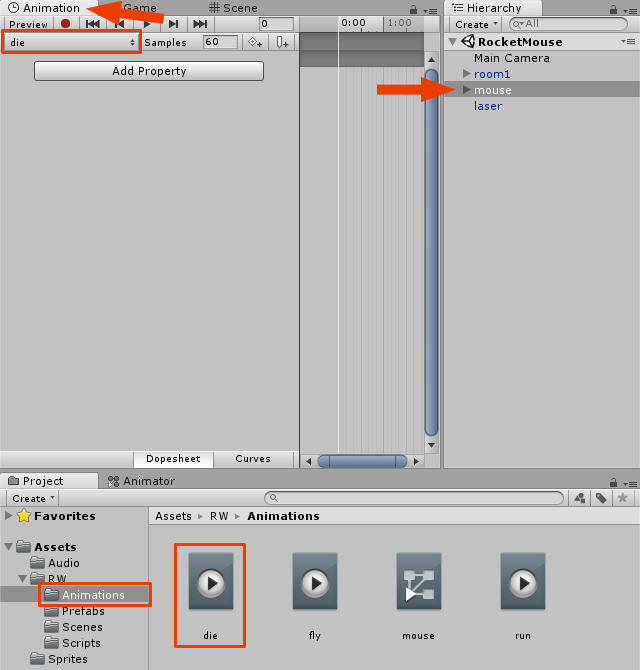 Animation
Game
Scene
Preview
0
0:00
1:00
die
Samples
60
Add Property
Dopesheet
Curves
Hierarchy
Create
All
RocketMouse
Main Camera
room1
mouse
laser
Project
Animator
Create
Favorites
Assets
Audio
RW
Animations
Prefabs
Scenes
Scripts
Sprites
Assets RW Animations
die
fly
mouse
run